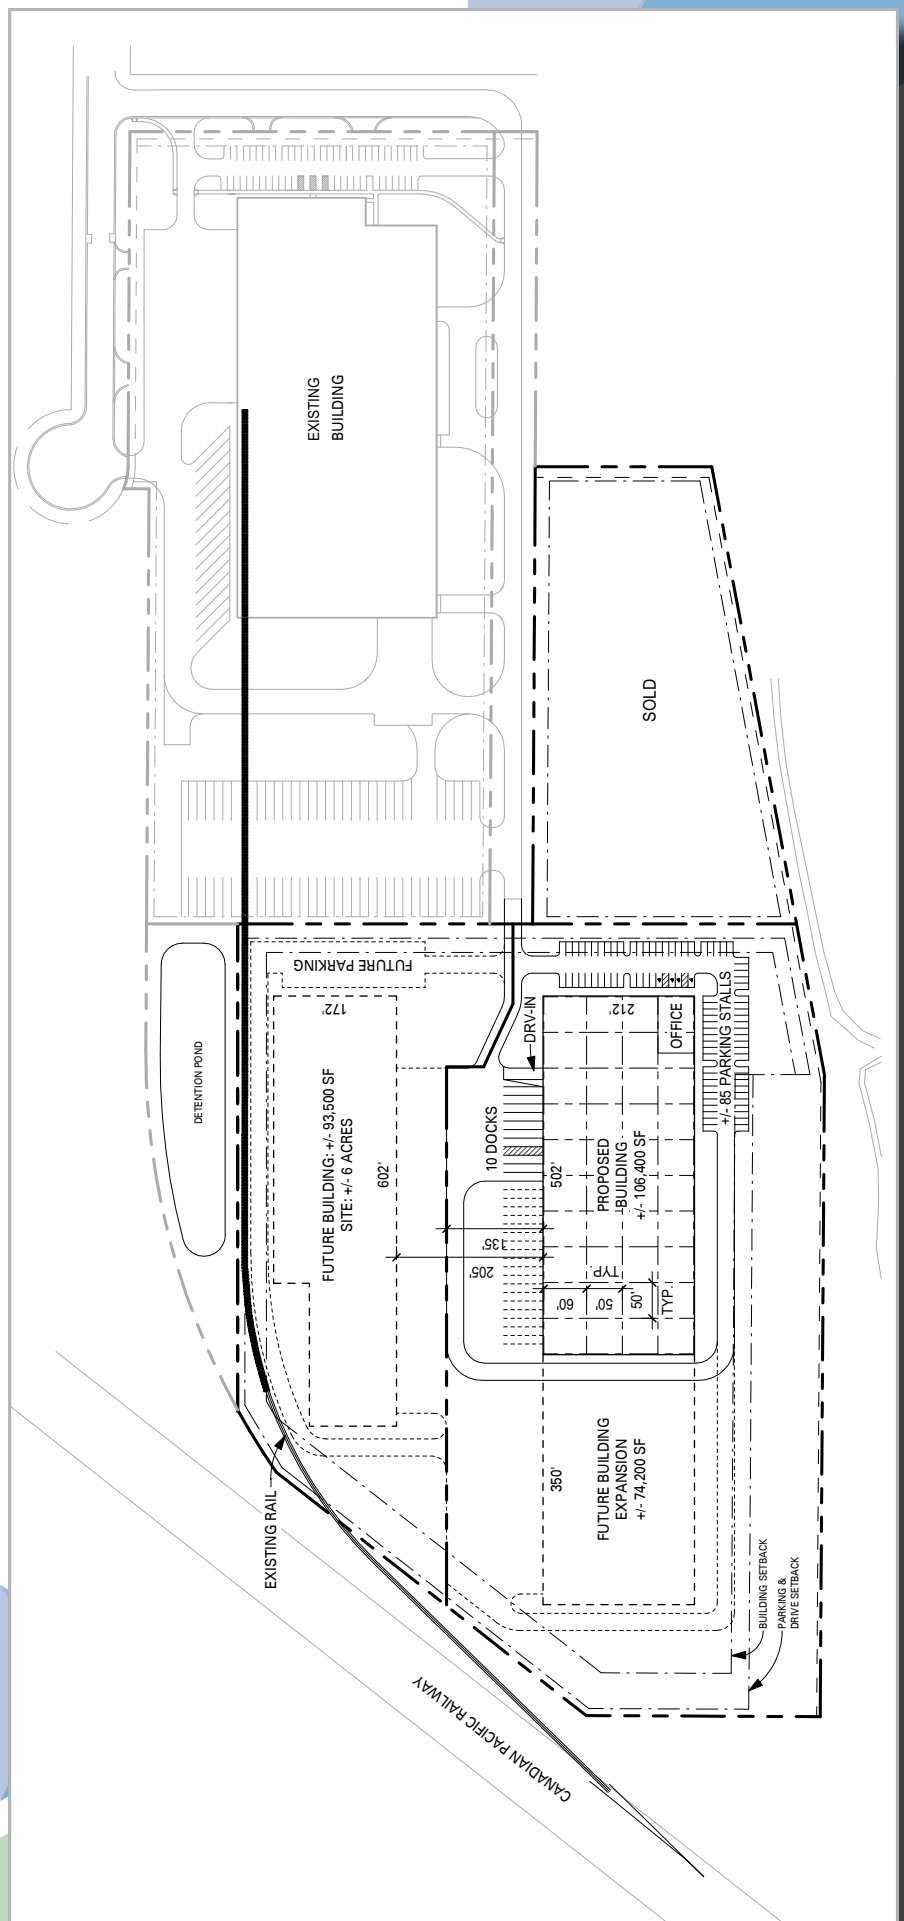 EXISTING
BUILDING
SOLD
DETENTION POND
FUTURE PARKING
172'
FUTURE BUILDING: +/- 93,500 SF
SITE: +/- 6 ACRES
602'
DRV-IN
212'
OFFICE
+/- 85 PARKING STALLS
10 DOCKS
502'
PROPOSED
BUILDING
+/- 106,400 SF
135'
205'
TYP.
60'
50'
50'
TYP.
EXISTING RAIL
350'
FUTURE BUILDING
EXPANSION
+/- 74,200 SF
BUILDING SETBACK
PARKING &
DRIVE SETBACK
CANADIAN PACIFIC RAILWAY